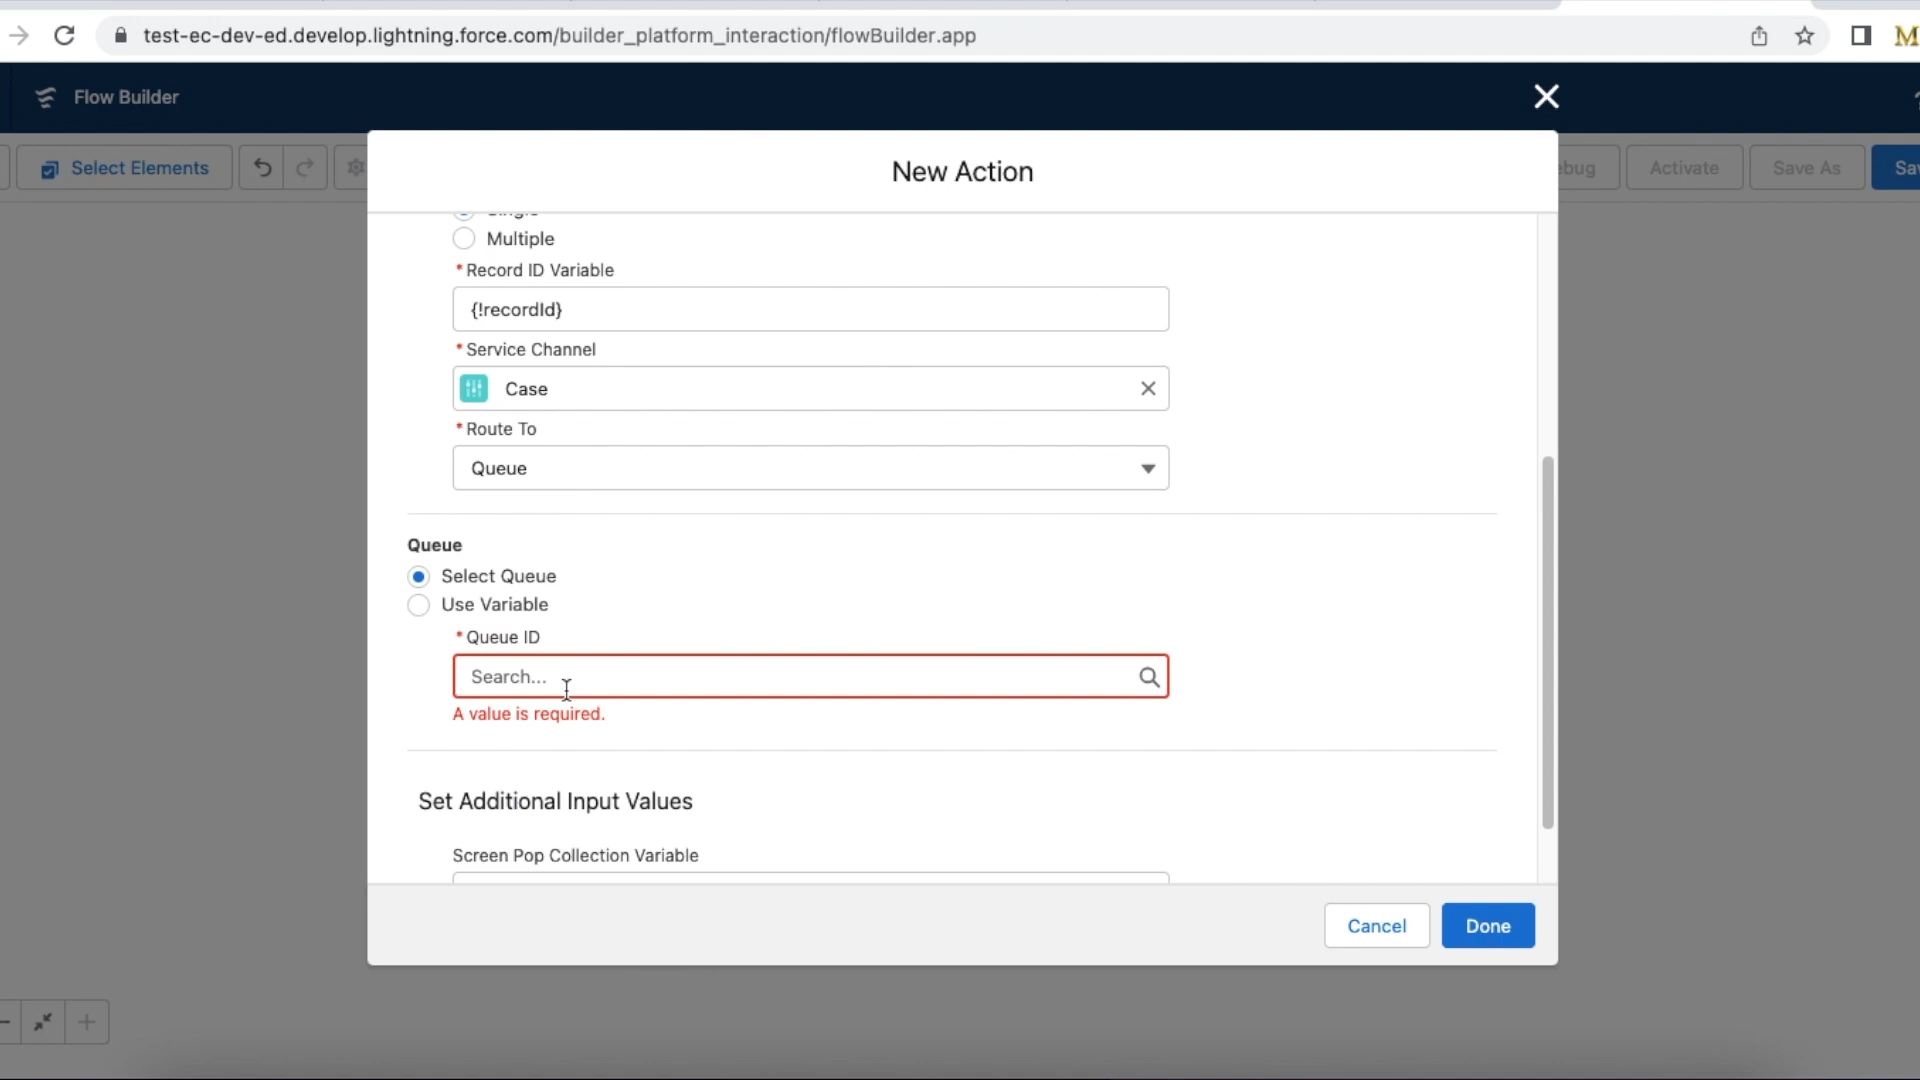 test-ec-dev-ed.develop.lightning.force.com/builder_platform_interaction/flowBuilder.app
M
Flow Builder
?
Select Elements
Activate
Save As
New Action
Single
Multiple
*Record ID Variable
{!recordId}
*Service Channel
Case
*Route To
Queue
Queue
Select Queue
Use Variable
*Queue ID
Search...
A value is required.
Set Additional Input Values
Screen Pop Collection Variable
Cancel
Done